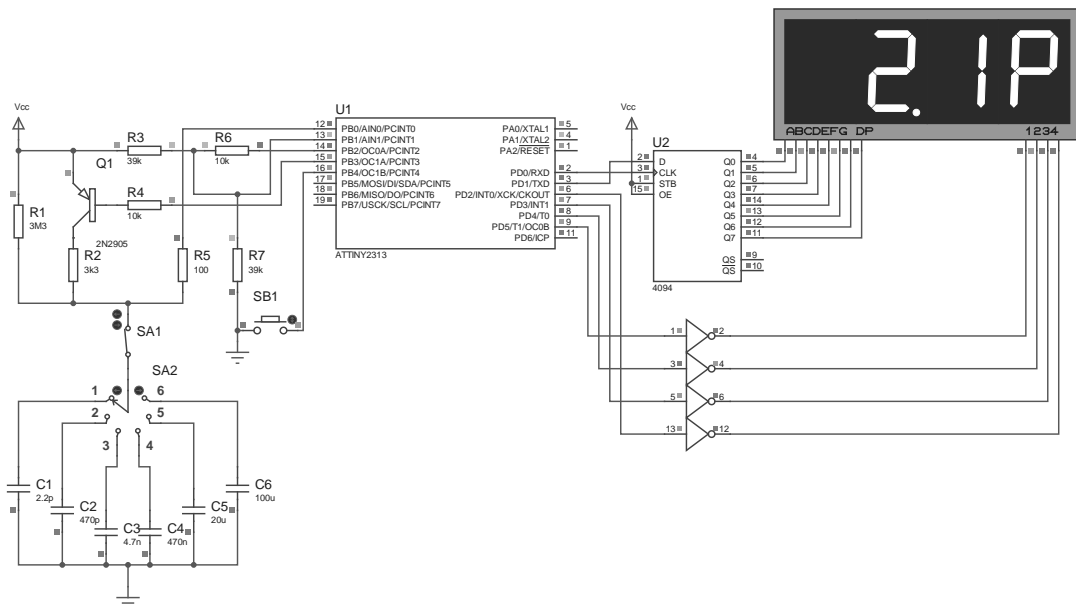 2.1P
ABCDEFG DP
1234
Vcc
Q1
2N2905
R1
3M3
R2
3k3
R3
39k
R4
10k
R6
10k
R5
100
R7
39k
SB1
SA1
SA2
1
2
3
4
5
6
C1
2.2p
C2
470p
C3
4.7n
C4
470n
C5
20u
C6
100u
U1
12 PB0/AIN0/PCINT0
13 PB1/AIN1/PCINT1
14 PB2/OC0A/PCINT2
15 PB3/OC1A/PCINT3
16 PB4/OC1B/PCINT4
17 PB5/MOSI/DI/SDA/PCINT5
18 PB6/MISO/DO/PCINT6
19 PB7/USCK/SCL/PCINT7
PA0/XTAL1 5
PA1/XTAL2 4
PA2/RESET 1
PD0/RXD 2
PD1/TXD 3
PD2/INT0/XCK/CKOUT 6
PD3/INT1 7
PD4/T0 8
PD5/T1/OC0B 9
PD6/ICP 11
ATTINY2313
Vcc
U2
2 D
3 CLK
1 STB
15 OE
Q0 4
Q1 5
Q2 6
Q3 7
Q4 14
Q5 13
Q6 12
Q7 11
QS 9
QS 10
4094
1 2
3 4
5 6
13 12